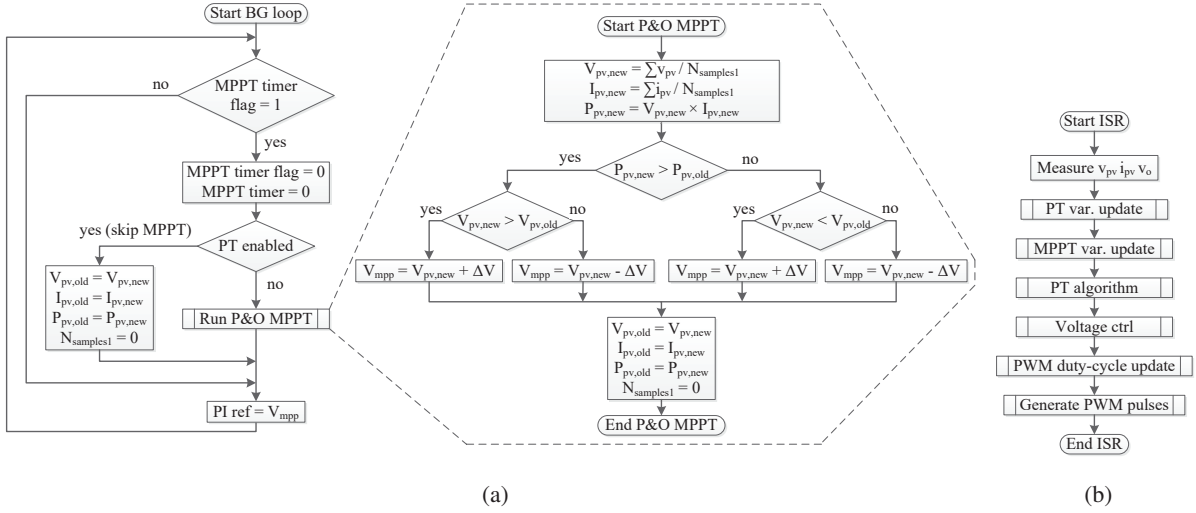 Start BG loop
no
MPPT timer
flag = 1
yes
MPPT timer flag = 0
MPPT timer = 0
yes (skip MPPT)
PT enabled
V_pv,old = V_pv,new
I_pv,old = I_pv,new
P_pv,old = P_pv,new
N_samples1 = 0
no
Run P&O MPPT
PI ref = V_mpp
Start P&O MPPT
V_pv,new = ∑v_pv / N_samples1
I_pv,new = ∑i_pv / N_samples1
P_pv,new = V_pv,new × I_pv,new
yes
no
P_pv,new > P_pv,old
yes
V_pv,new > V_pv,old
no
yes
V_pv,new < V_pv,old
no
V_mpp = V_pv,new + ΔV
V_mpp = V_pv,new - ΔV
V_mpp = V_pv,new + ΔV
V_mpp = V_pv,new - ΔV
V_pv,old = V_pv,new
I_pv,old = I_pv,new
P_pv,old = P_pv,new
N_samples1 = 0
End P&O MPPT
(a)
Start ISR
Measure v_pv i_pv v_o
PT var. update
MPPT var. update
PT algorithm
Voltage ctrl
PWM duty-cycle update
Generate PWM pulses
End ISR
(b)